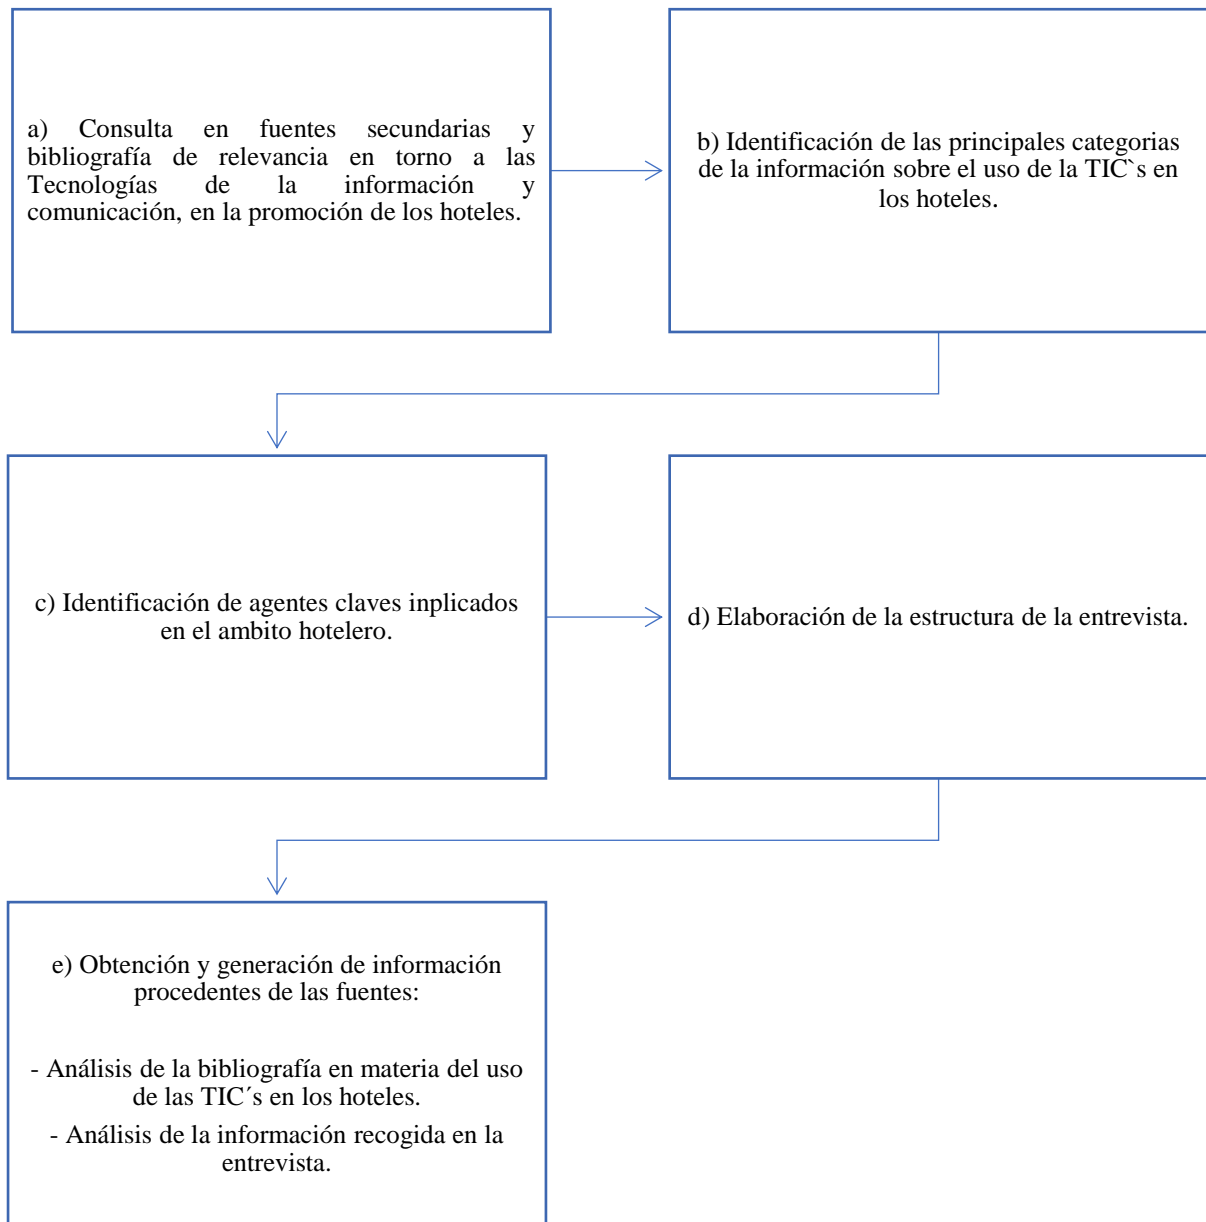 a) Consulta en fuentes secundarias y
bibliografía de relevancia en torno a las
Tecnologías de la información y
comunicación, en la promoción de los hoteles.
b) Identificación de las principales categorias
de la información sobre el uso de la TIC`s en
los hoteles.
c) Identificación de agentes claves inplicados
en el ambito hotelero.
d) Elaboración de la estructura de la entrevista.
e) Obtención y generación de información
procedentes de las fuentes:
- Análisis de la bibliografía en materia del uso
de las TIC´s en los hoteles.
- Análisis de la información recogida en la
entrevista.